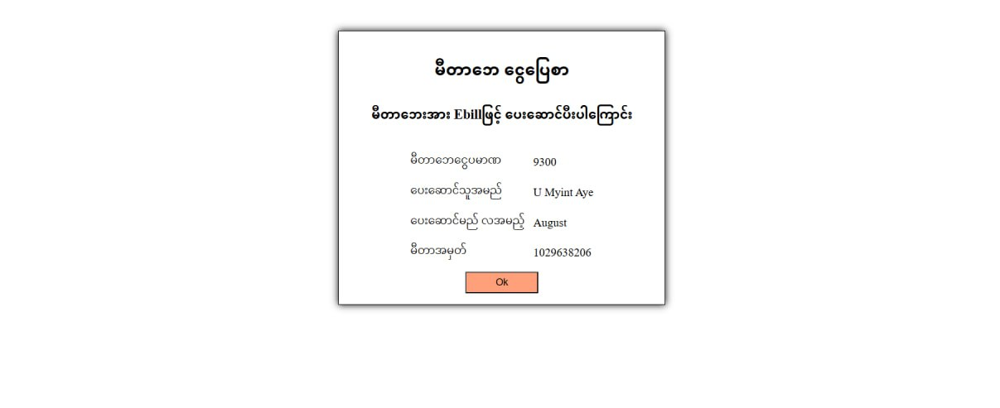 မီတာဘေ ငွေပြေစာ
မီတာဘေးအား Ebillဖြင့် ပေးဆောင်ပီးပါကြောင်း
မီတာဘေငွေပမာဏ 9300
ပေးဆောင်သူအမည် U Myint Aye
ပေးဆောင်မည် လအမည့် August
မီတာအမှတ် 1029638206
Ok